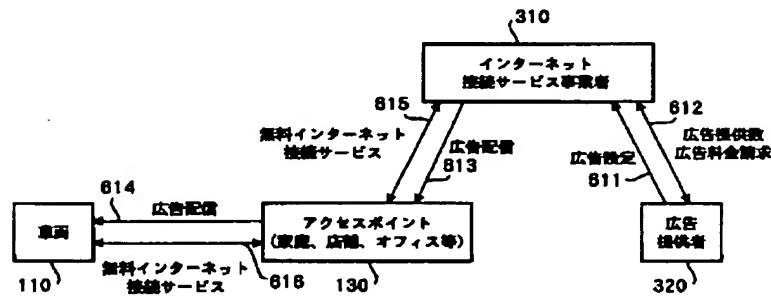 310
インターネット
接続サービス事業者
615
無料インターネット
接続サービス
広告配信
613
広告設定
611
612
広告提供数
広告料金請求
614
広告配信
車両
110
無料インターネット
接続サービス
616
アクセスポイント
(家庭、店舗、オフィス等)
130
広告
提供者
320